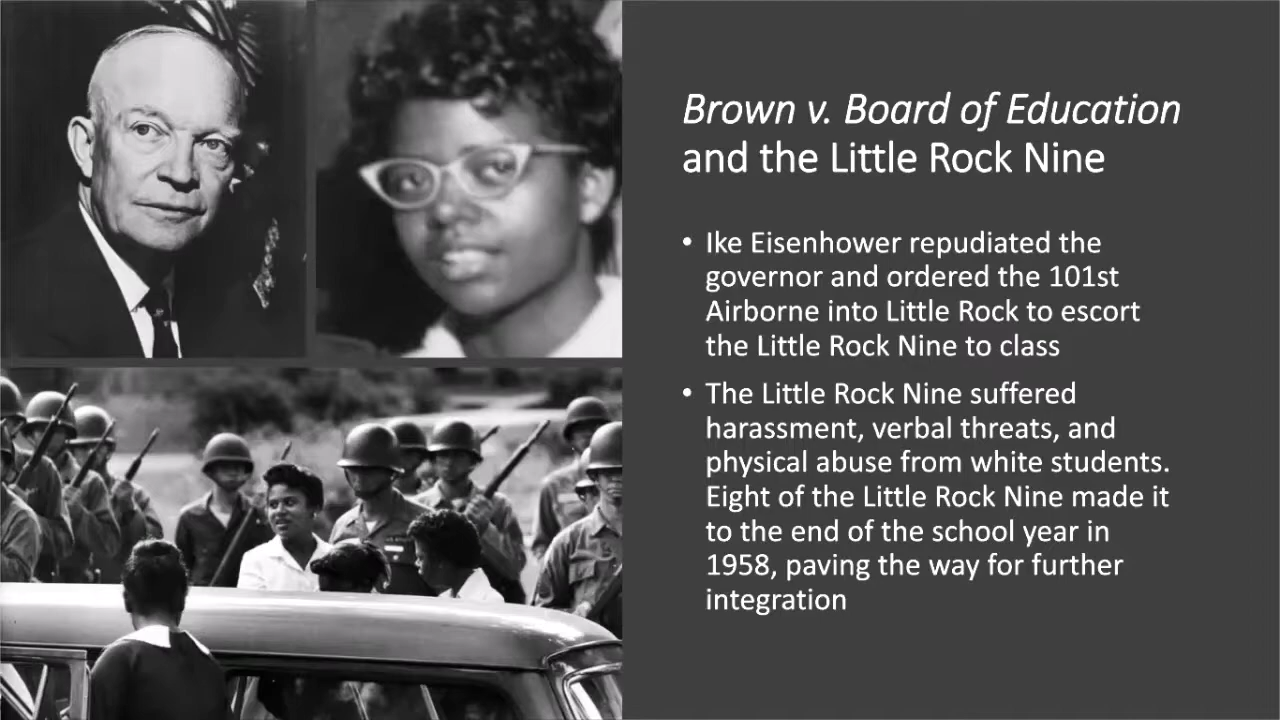 Brown v. Board of Education
and the Little Rock Nine
• Ike Eisenhower repudiated the
governor and ordered the 101st
Airborne into Little Rock to escort
the Little Rock Nine to class
• The Little Rock Nine suffered
harassment, verbal threats, and
physical abuse from white students.
Eight of the Little Rock Nine made it
to the end of the school year in
1958, paving the way for further
integration